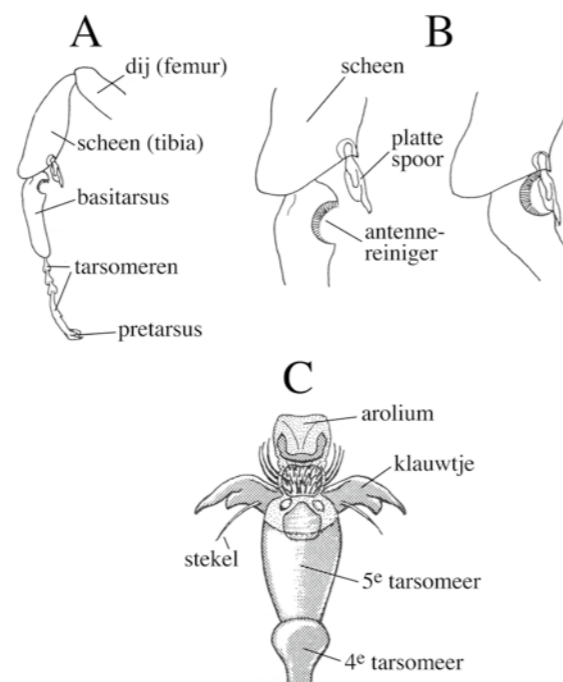 A
dij (femur)
scheen (tibia)
basitarsus
tarsomeren
pretarsus
B
scheen
platte
spoor
antenne-
reiniger
C
arolium
klauwtje
stekel
5e tarsomeer
4e tarsomeer